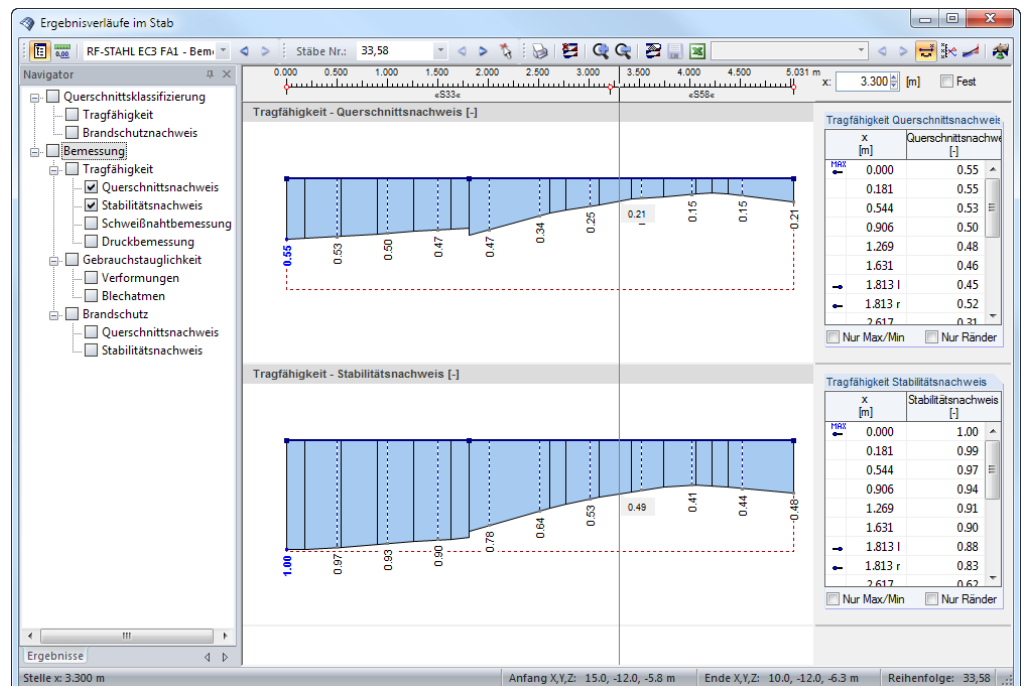 Ergebnisverläufe im Stab
RF-STAHL EC3 FA1 - Bem
Stäbe Nr.: 33,58
Navigator
Querschnittsklassifizierung
Tragfähigkeit
Brandschutznachweis
Bemessung
Tragfähigkeit
Querschnittsnachweis
Stabilitätsnachweis
Schweißnahtbemessung
Druckbemessung
Gebrauchstauglichkeit
Verformungen
Blechatmen
Brandschutz
Querschnittsnachweis
Stabilitätsnachweis
Ergebnisse
0.000 0.500 1.000 1.500 2.000 2.500 3.000 3.500 4.000 4.500 5.031 m
«S33« «S58«
x: 3.300 [m] Fest
Tragfähigkeit - Querschnittsnachweis [-]
0.55 0.53 0.50 0.47 0.47 0.34 0.25 0.21 0.15 0.15 0.21
Tragfähigkeit Querschnittsnachweis
x Querschnittsnachwe
[m] [-]
MAX 0.000 0.55
0.181 0.55
0.544 0.53
0.906 0.50
1.269 0.48
1.631 0.46
1.813 l 0.45
1.813 r 0.52
2.617 0.31
Nur Max/Min Nur Ränder
Tragfähigkeit - Stabilitätsnachweis [-]
1.00 0.97 0.93 0.90 0.78 0.64 0.53 0.49 0.41 0.44 0.48
Tragfähigkeit Stabilitätsnachweis
x Stabilitätsnachweis
[m] [-]
MAX 0.000 1.00
0.181 0.99
0.544 0.97
0.906 0.94
1.269 0.91
1.631 0.90
1.813 l 0.88
1.813 r 0.83
2.617 0.62
Nur Max/Min Nur Ränder
Stelle x: 3.300 m Anfang X,Y,Z: 15.0, -12.0, -5.8 m Ende X,Y,Z: 10.0, -12.0, -6.3 m Reihenfolge: 33,58